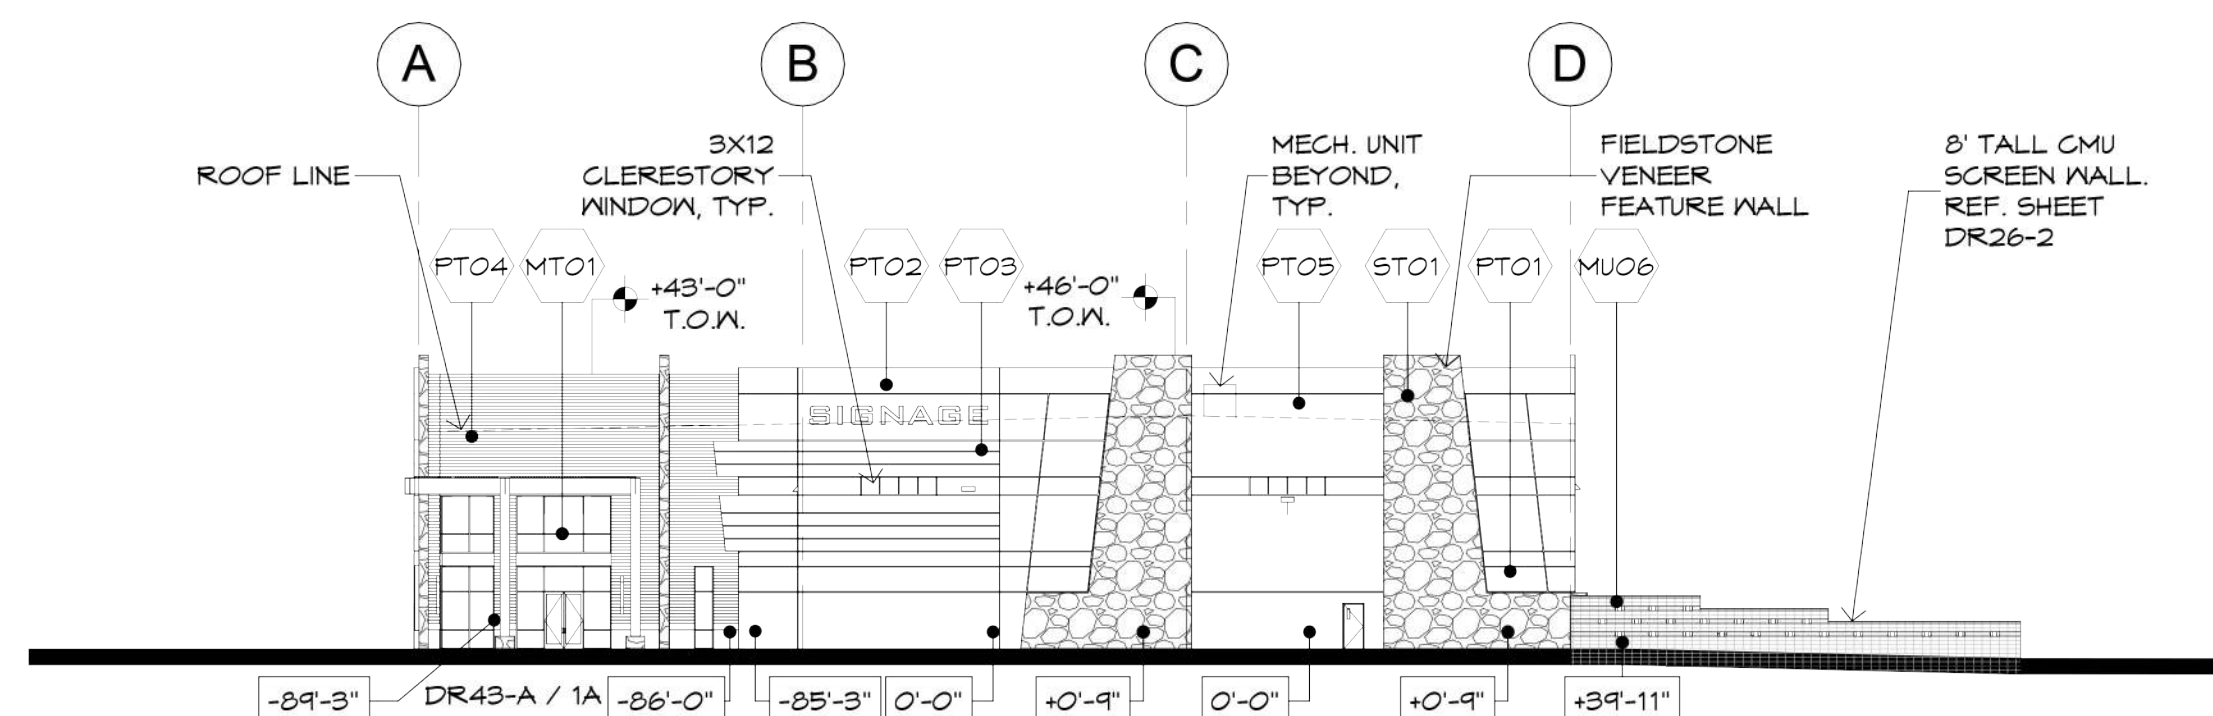 A
B
C
D
ROOF LINE
3X12
CLERESTORY
WINDOW, TYP.
MECH. UNIT
BEYOND,
TYP.
FIELDSTONE
VENEER
FEATURE WALL
8' TALL CMU
SCREEN WALL.
REF. SHEET
DR26-2
PT04
MT01
+43'-0"
T.O.W.
PT02
PT03
+46'-0"
T.O.W.
PT05
ST01
PT01
MU06
SIGNAGE
-89'-3"
DR43-A / 1A
-86'-0"
-85'-3"
0'-0"
+0'-9"
0'-0"
+0'-9"
+39'-11"